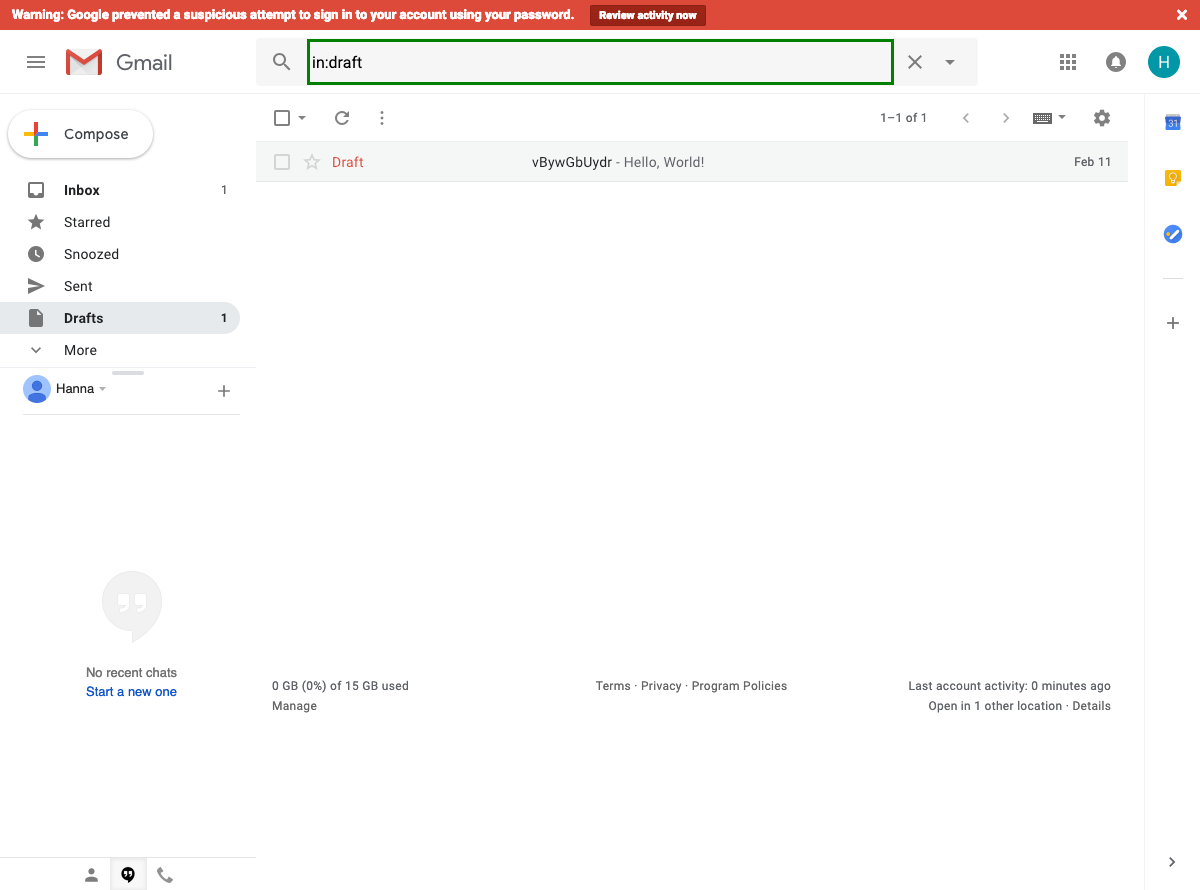 Warning: Google prevented a suspicious attempt to sign in to your account using your password. Review activity now
Gmail
in:draft
H
Compose
1–1 of 1
31
Draft vBywGbUydr - Hello, World! Feb 11
Inbox 1
Starred
Snoozed
Sent
Drafts 1
More
Hanna
No recent chats
Start a new one
0 GB (0%) of 15 GB used
Manage
Terms · Privacy · Program Policies
Last account activity: 0 minutes ago
Open in 1 other location · Details